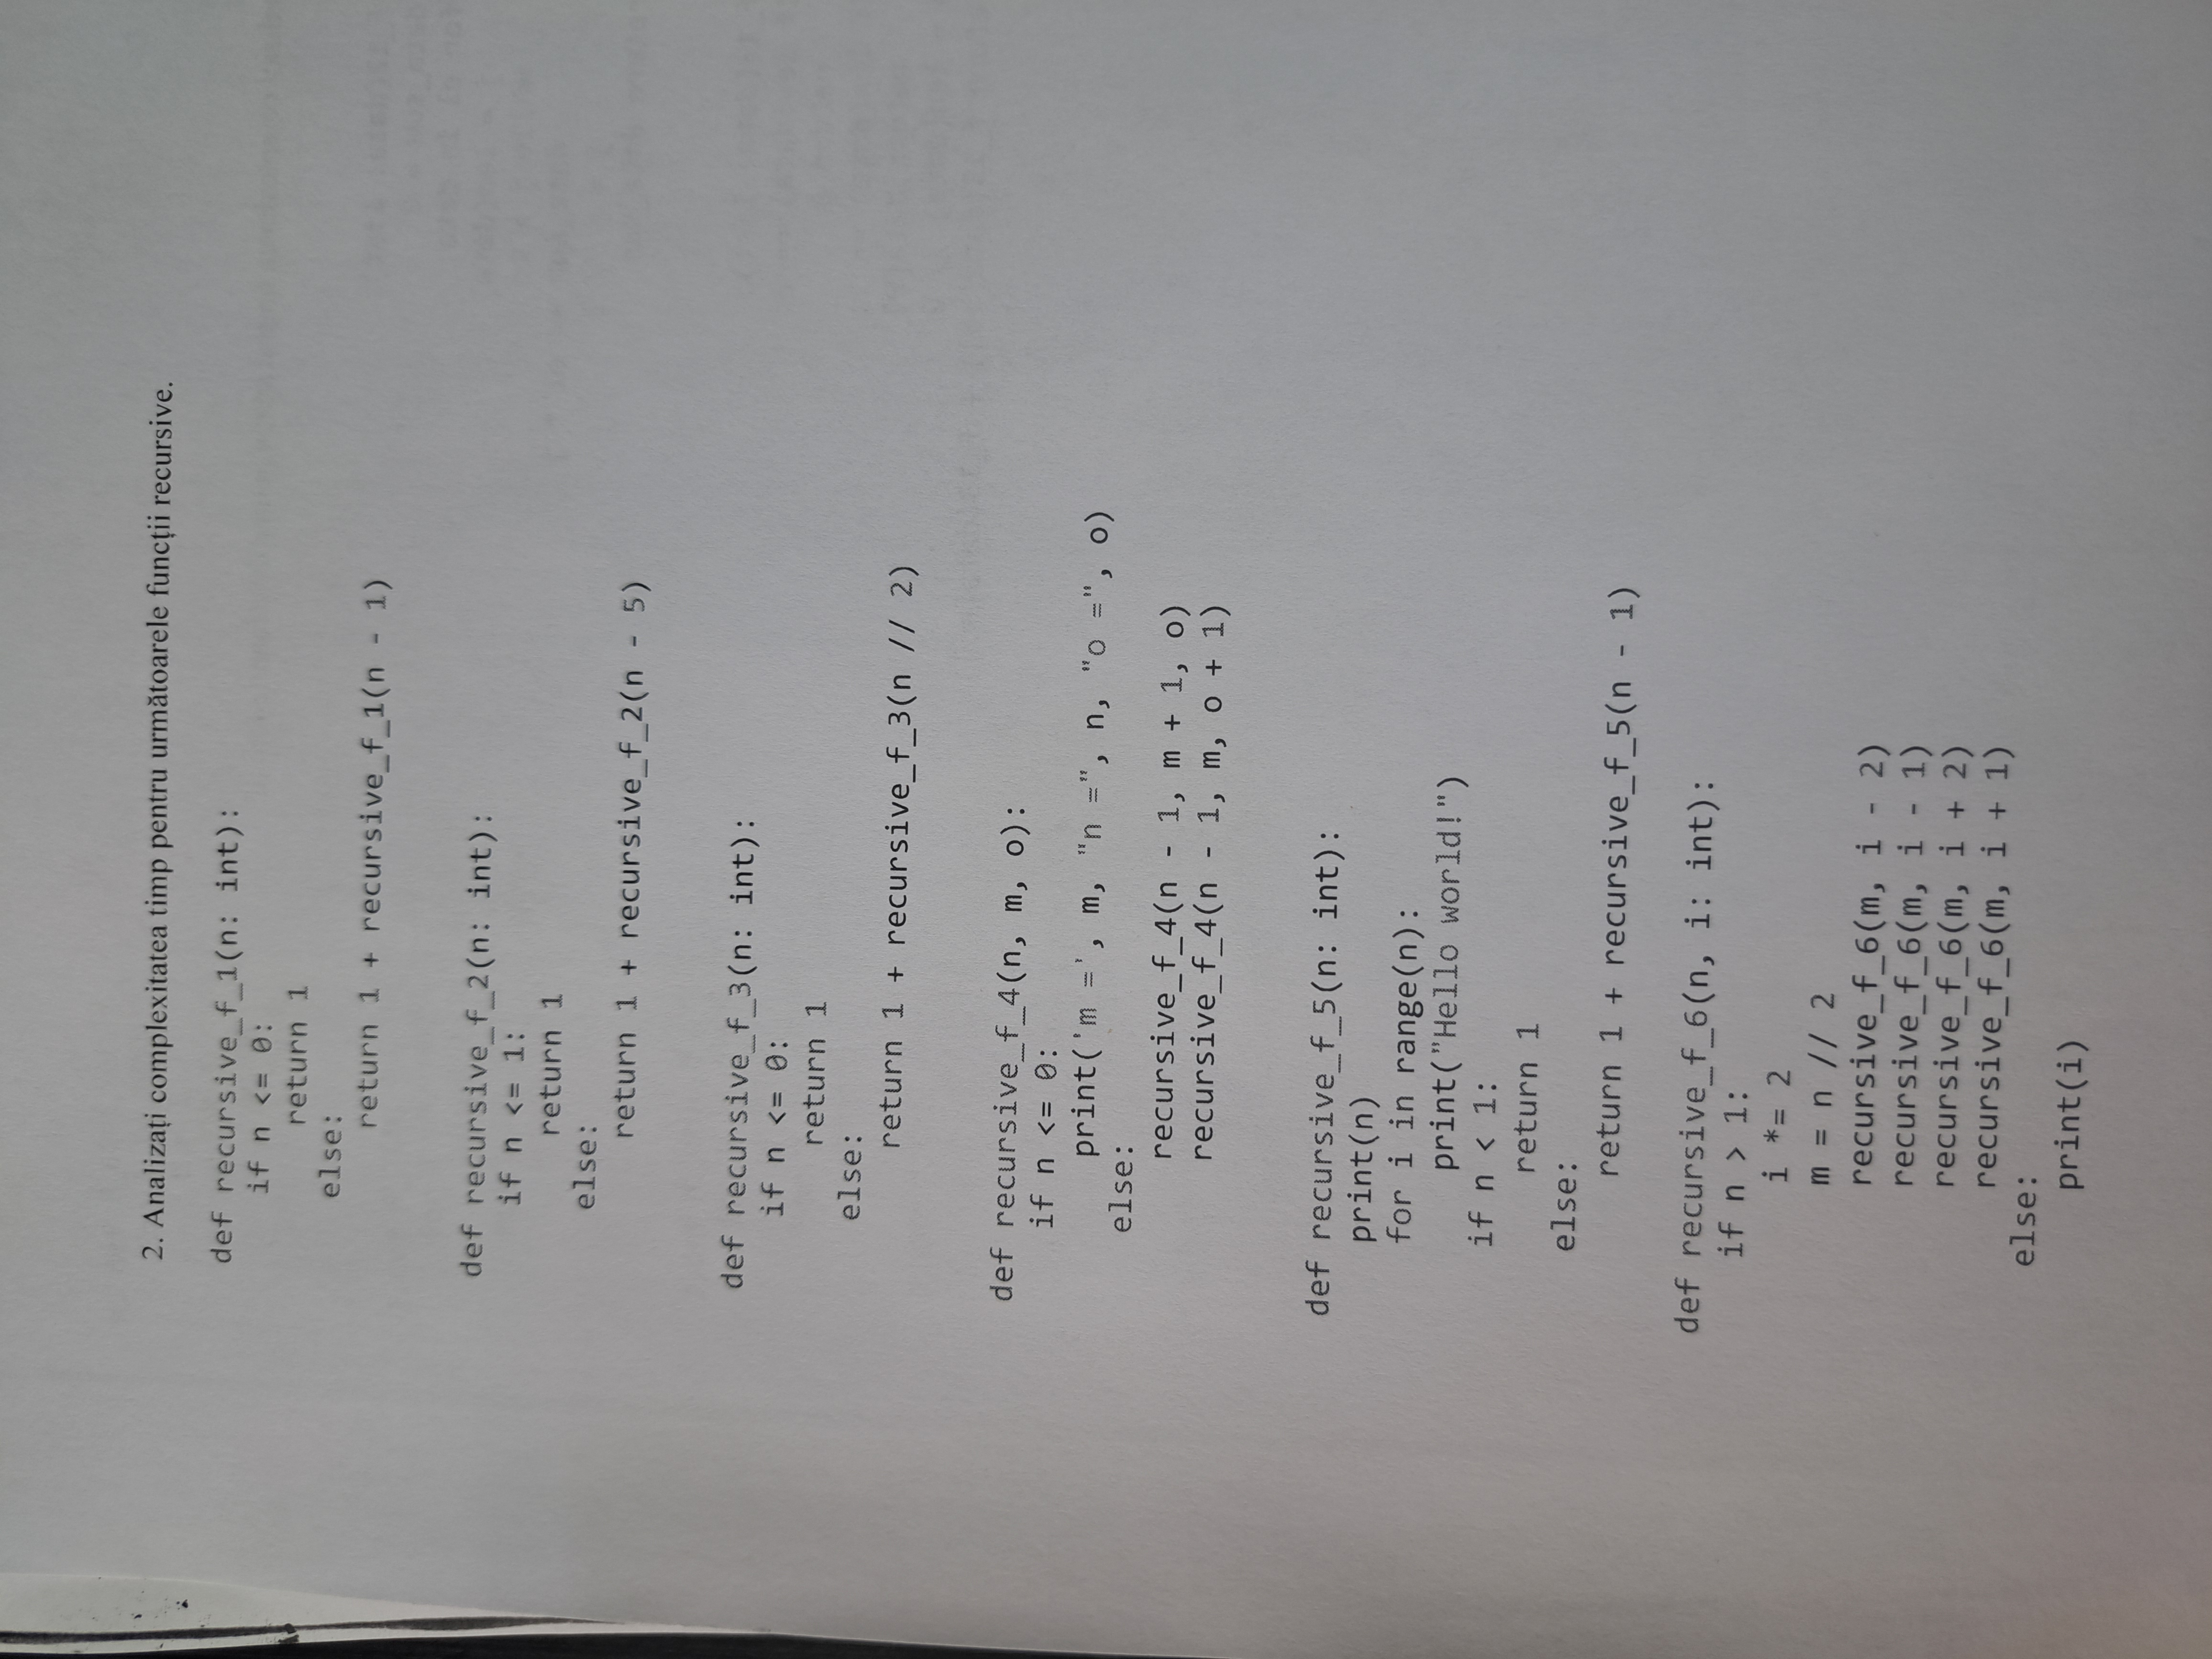 2. Analizați complexitatea timp pentru următoarele funcții recursive.
def recursive_f_1(n: int):
    if n <= 0:
        return 1
    else:
        return 1 + recursive_f_1(n - 1)
def recursive_f_2(n: int):
    if n <= 1:
        return 1
    else:
        return 1 + recursive_f_2(n - 5)
def recursive_f_3(n: int):
    if n <= 0:
        return 1
    else:
        return 1 + recursive_f_3(n // 2)
def recursive_f_4(n, m, o):
    if n <= 0:
        print('m =', m, "n =", n, "o =", o)
    else:
        recursive_f_4(n - 1, m + 1, o)
        recursive_f_4(n - 1, m, o + 1)
def recursive_f_5(n: int):
    print(n)
    for i in range(n):
        print("Hello world!")
    if n < 1:
        return 1
    else:
        return 1 + recursive_f_5(n - 1)
def recursive_f_6(n, i: int):
    if n > 1:
        i *= 2
        m = n // 2
        recursive_f_6(m, i - 2)
        recursive_f_6(m, i - 1)
        recursive_f_6(m, i + 2)
        recursive_f_6(m, i + 1)
    else:
        print(i)